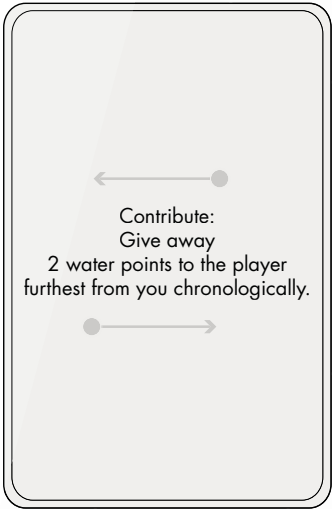 Contribute:
Give away
2 water points to the player
furthest from you chronologically.